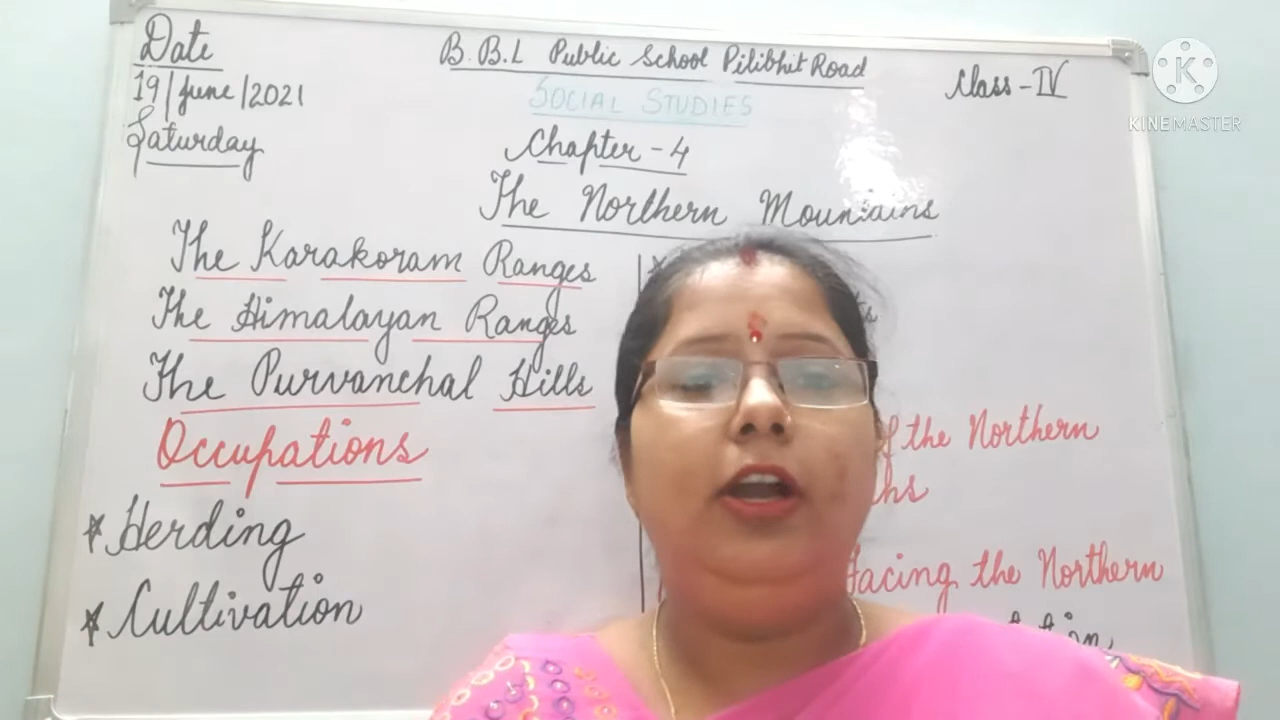 Date
19/June/2021
Saturday
B.B.L Public School Pilibhit Road
Class-IV
SOCIAL STUDIES
Chapter-4
The Northern Mountains
The Karakoram Ranges
The Himalayan Ranges
The Purvanchal Hills
Occupations
* Herding
* Cultivation
the Northern
facing the Northern
KINEMASTER